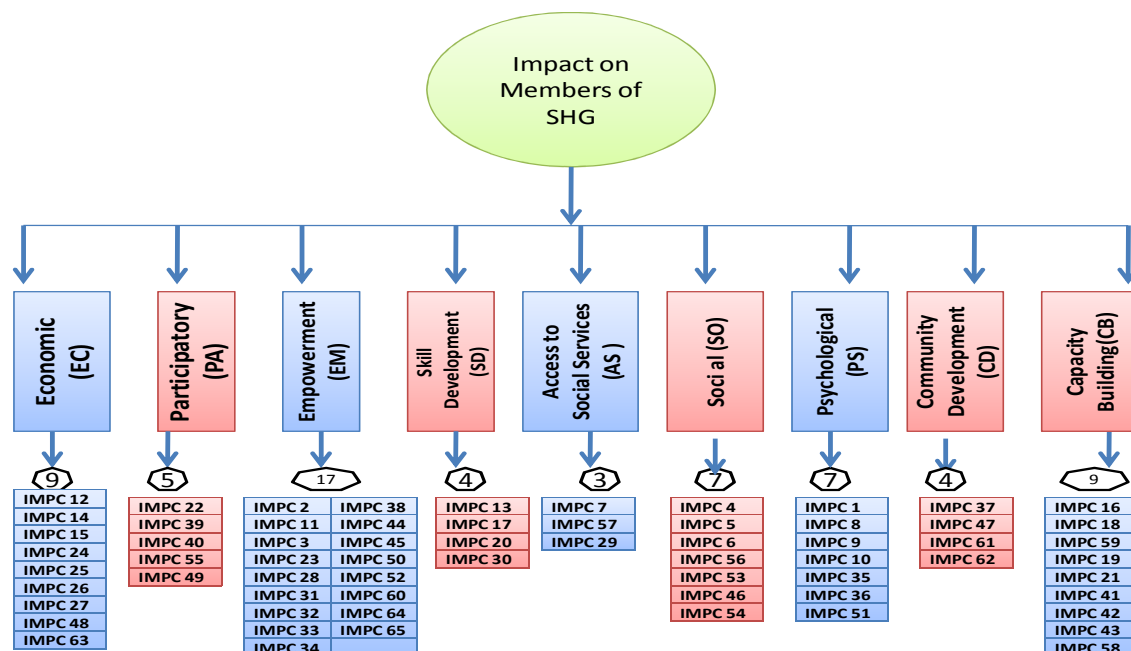 Impact on
Members of
SHG
Economic
(EC)
Participatory
(PA)
Empowerment
(EM)
Skill
Development
(SD)
Access to
Social Services
(AS )
Soci al (SO)
Psychological
(PS)
Community
Development
(CD)
Capacity
Building(CB)
9
5
17
4
3
7
7
4
9
IMPC 12
IMPC 14
IMPC 15
IMPC 24
IMPC 25
IMPC 26
IMPC 27
IMPC 48
IMPC 63
IMPC 22
IMPC 39
IMPC 40
IMPC 55
IMPC 49
IMPC 2 IMPC 38
IMPC 11 IMPC 44
IMPC 3 IMPC 45
IMPC 23 IMPC 50
IMPC 28 IMPC 52
IMPC 31 IMPC 60
IMPC 32 IMPC 64
IMPC 33 IMPC 65
IMPC 34
IMPC 13
IMPC 17
IMPC 20
IMPC 30
IMPC 7
IMPC 57
IMPC 29
IMPC 4
IMPC 5
IMPC 6
IMPC 56
IMPC 53
IMPC 46
IMPC 54
IMPC 1
IMPC 8
IMPC 9
IMPC 10
IMPC 35
IMPC 36
IMPC 51
IMPC 37
IMPC 47
IMPC 61
IMPC 62
IMPC 16
IMPC 18
IMPC 59
IMPC 19
IMPC 21
IMPC 41
IMPC 42
IMPC 43
IMPC 58